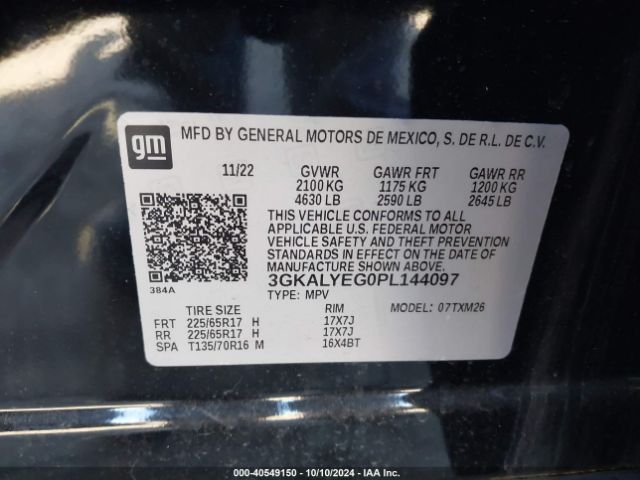 gm
MFD BY GENERAL MOTORS DE MEXICO, S. DE R.L. DE C.V.
11/22 GVWR GAWR FRT GAWR RR
2100 KG 1175 KG 1200 KG
4630 LB 2590 LB 2645 LB
THIS VEHICLE CONFORMS TO ALL
APPLICABLE U.S. FEDERAL MOTOR
VEHICLE SAFETY AND THEFT PREVENTION
STANDARDS IN EFFECT ON THE DATE OF
MANUFACTURE SHOWN ABOVE.
384A 3GKALYEG0PL144097
TYPE: MPV MODEL: 07TXM26
TIRE SIZE RIM
FRT 225/65R17 H 17X7J
RR 225/65R17 H 17X7J
SPA T135/70R16 M 16X4BT
000-40549150 - 10/10/2024 - IAA Inc.